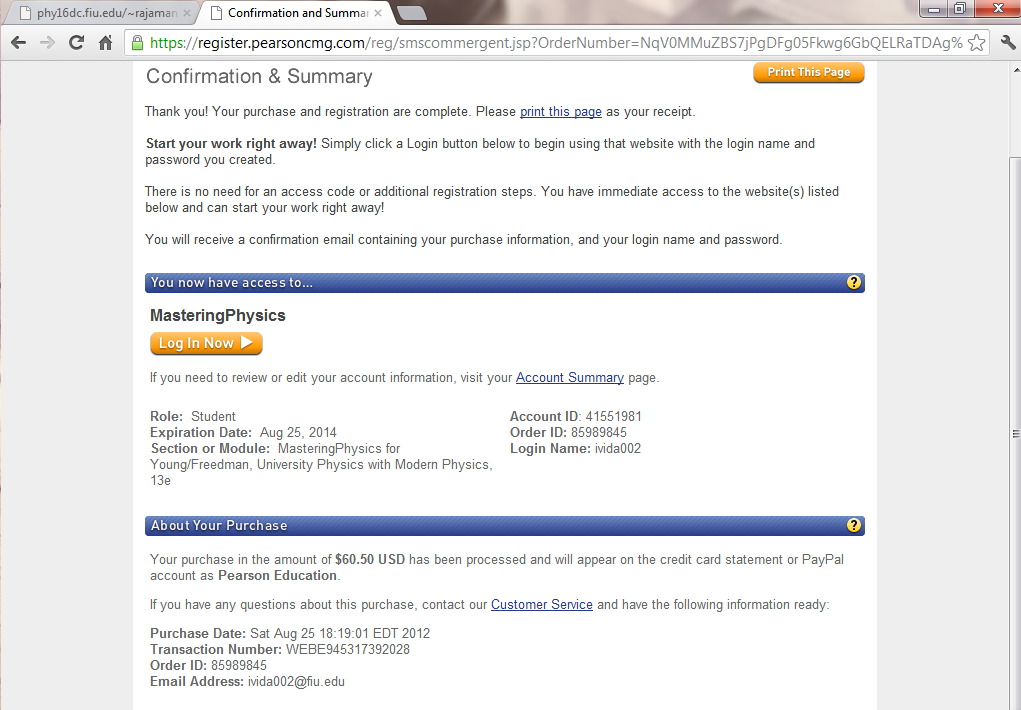 phy16dc.fiu.edu/~rajaman
Confirmation and Summa
https://register.pearsoncmg.com/reg/smscommergent.jsp?OrderNumber=NqV0MMuZBS7jPgDFg05Fkwg6GbQELRaTDAg%
Confirmation & Summary
Print This Page
Thank you! Your purchase and registration are complete. Please print this page as your receipt.
Start your work right away! Simply click a Login button below to begin using that website with the login name and
password you created.
There is no need for an access code or additional registration steps. You have immediate access to the website(s) listed
below and can start your work right away!
You will receive a confirmation email containing your purchase information, and your login name and password.
You now have access to...
?
MasteringPhysics
Log In Now
If you need to review or edit your account information, visit your Account Summary page.
Role: Student
Expiration Date: Aug 25, 2014
Section or Module: MasteringPhysics for
Young/Freedman, University Physics with Modern Physics,
13e
Account ID: 41551981
Order ID: 85989845
Login Name: ivida002
About Your Purchase
?
Your purchase in the amount of $60.50 USD has been processed and will appear on the credit card statement or PayPal
account as Pearson Education.
If you have any questions about this purchase, contact our Customer Service and have the following information ready:
Purchase Date: Sat Aug 25 18:19:01 EDT 2012
Transaction Number: WEBE945317392028
Order ID: 85989845
Email Address: ivida002@fiu.edu